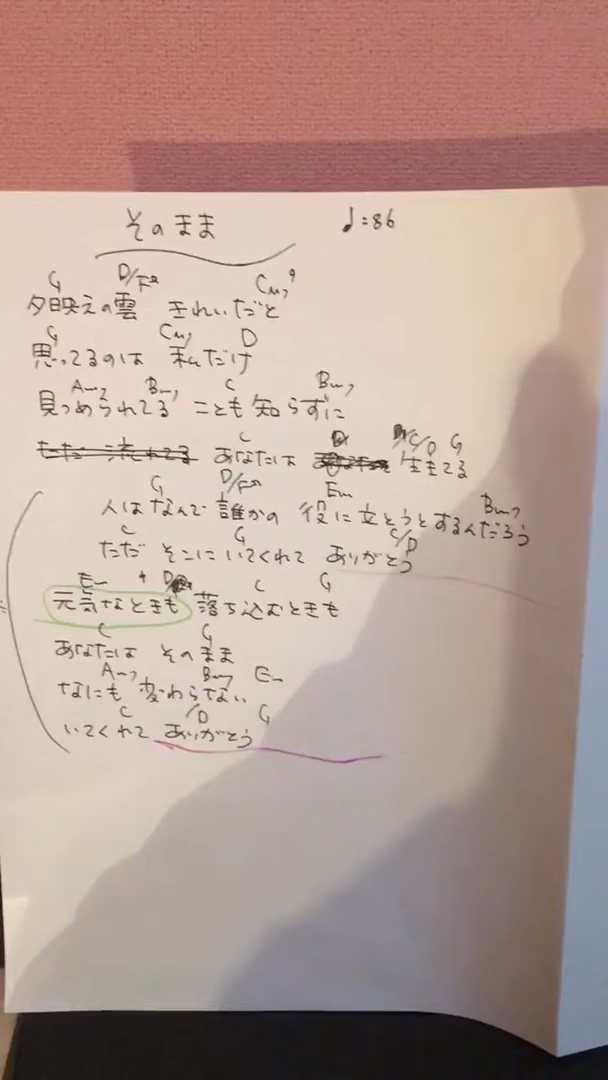 そのまま ♩=86
G D/F# CM7 9
夕映えの雲 きれいだと
G CM7 D
思ってるのは 私だけ
Am7 Bm7 C Bm7
見つめられてる ことも知らずに
C C/D G
ただ 流れてる あなたは 生きてる
G D/F# Em Bm7
人はなんで 誰かの 役に立とうとするんだろう
C G C/D
ただ そこにいてくれて ありがとう
Em D C G
元気なときも 落ち込むときも
C G
あなたは そのまま
Am7 Bm7 Em
なにも 変わらない
C /D G
いてくれて ありがとう